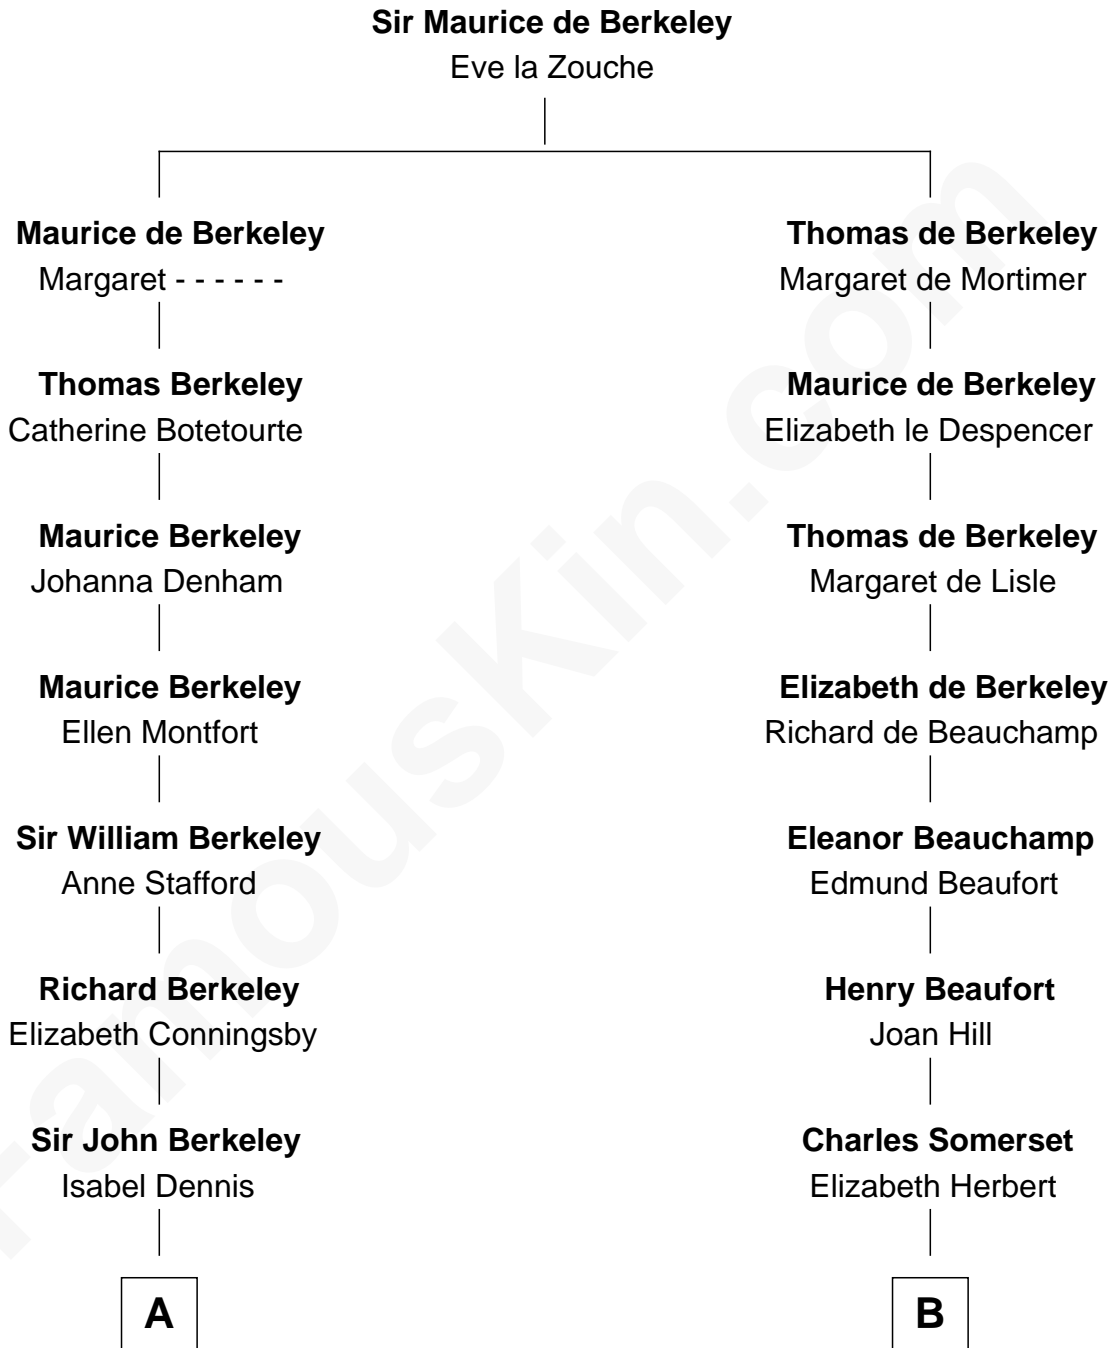 Sir Maurice de Berkeley
Eve la Zouche
Maurice de Berkeley
Margaret - - - - - -
Thomas Berkeley
Catherine Botetourte
Maurice Berkeley
Johanna Denham
Maurice Berkeley
Ellen Montfort
Sir William Berkeley
Anne Stafford
Richard Berkeley
Elizabeth Conningsby
Sir John Berkeley
Isabel Dennis
A
Thomas de Berkeley
Margaret de Mortimer
Maurice de Berkeley
Elizabeth le Despencer
Thomas de Berkeley
Margaret de Lisle
Elizabeth de Berkeley
Richard de Beauchamp
Eleanor Beauchamp
Edmund Beaufort
Henry Beaufort
Joan Hill
Charles Somerset
Elizabeth Herbert
B
FamousKin.com